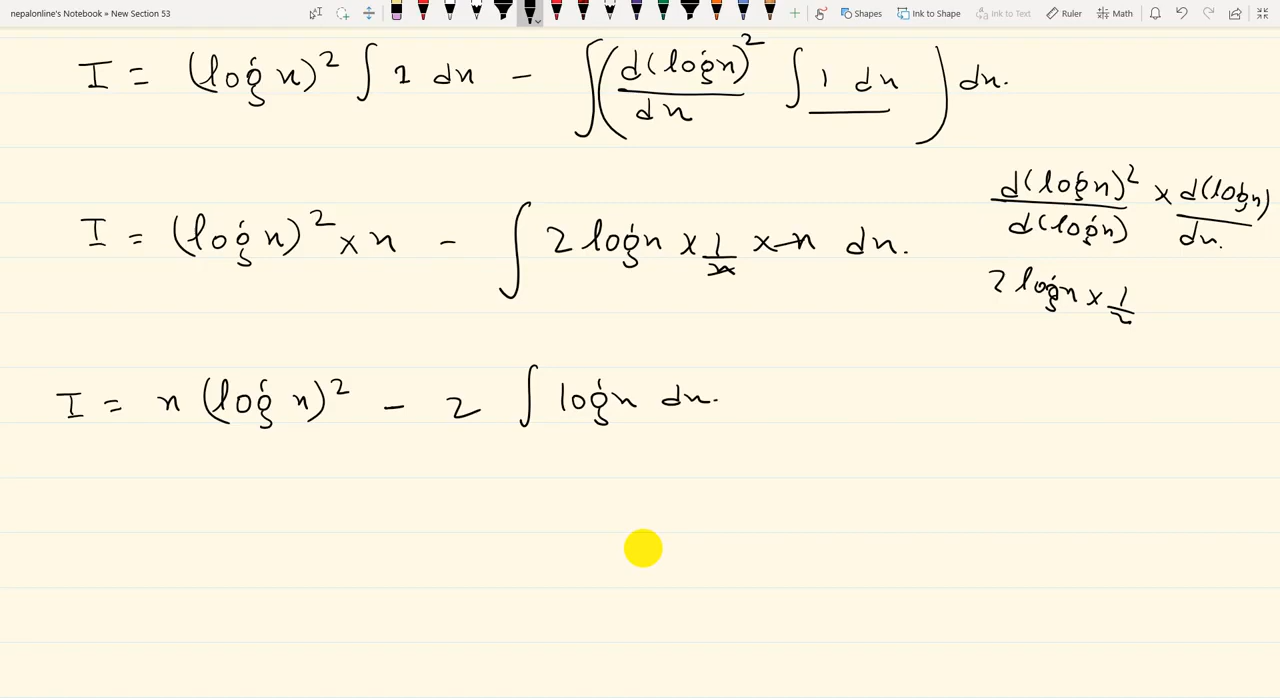 nepalonline's Notebook » New Section 53
Shapes Ink to Shape Ink to Text Ruler Math
I = (log x)² ∫ 1 dx − ∫ ( d(log x)² / dx ∫ 1 dx ) dx.
d(log x)² / d(log x) × d(log x) / dx.
I = (log x)² × x − ∫ 2 log x × 1/x × x dx.
2 log x × 1/x
I = x (log x)² − 2 ∫ log x dx.